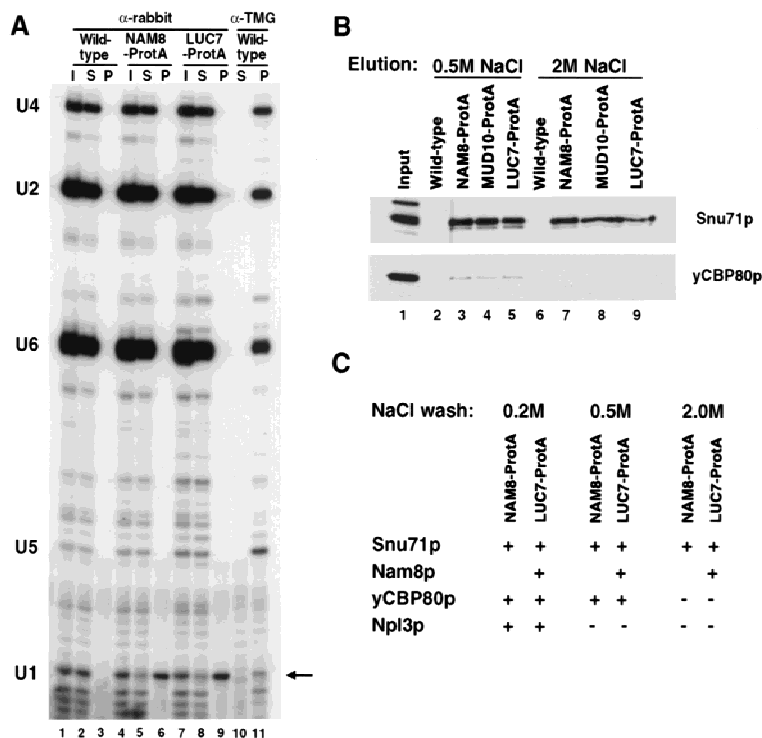 A
α-rabbit α-TMG
Wild-type NAM8-ProtA LUC7-ProtA Wild-type
I S P I S P I S P S P
U4
U2
U6
U5
U1
1 2 3 4 5 6 7 8 9 10 11
B
Elution: 0.5M NaCl 2M NaCl
Input Wild-type NAM8-ProtA MUD10-ProtA LUC7-ProtA Wild-type NAM8-ProtA MUD10-ProtA LUC7-ProtA
Snu71p
yCBP80p
1 2 3 4 5 6 7 8 9
C
NaCl wash: 0.2M 0.5M 2.0M
NAM8-ProtA LUC7-ProtA NAM8-ProtA LUC7-ProtA NAM8-ProtA LUC7-ProtA
Snu71p + + + + + +
Nam8p + + +
yCBP80p + + + + - -
Npl3p + + - - - -